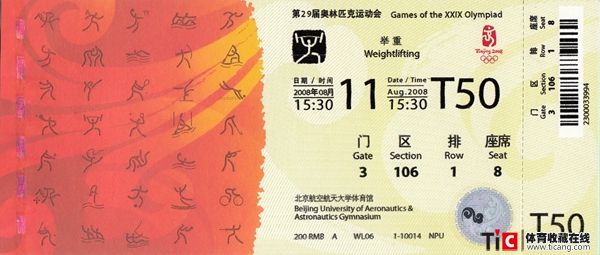 第29届奥林匹克运动会 Games of the XXIX Olympiad
举重
Weightlifting
Beijing 2008
日期 / 时间 Date / Time
2008年08月 11 Aug.2008 T50
15:30 15:30
门 区 排 座席
Gate Section Row Seat
3 106 1 8
北京航空航天大学体育馆
Beijing University of Aeronautics &
Astronautics Gymnasium
200 RMB A WL06 1-10014 NPU
座席 Seat 8
排 Row 1
区 Section 106
门 Gate 3
2300033994
T50
TiC 体育收藏在线
www.ticang.com